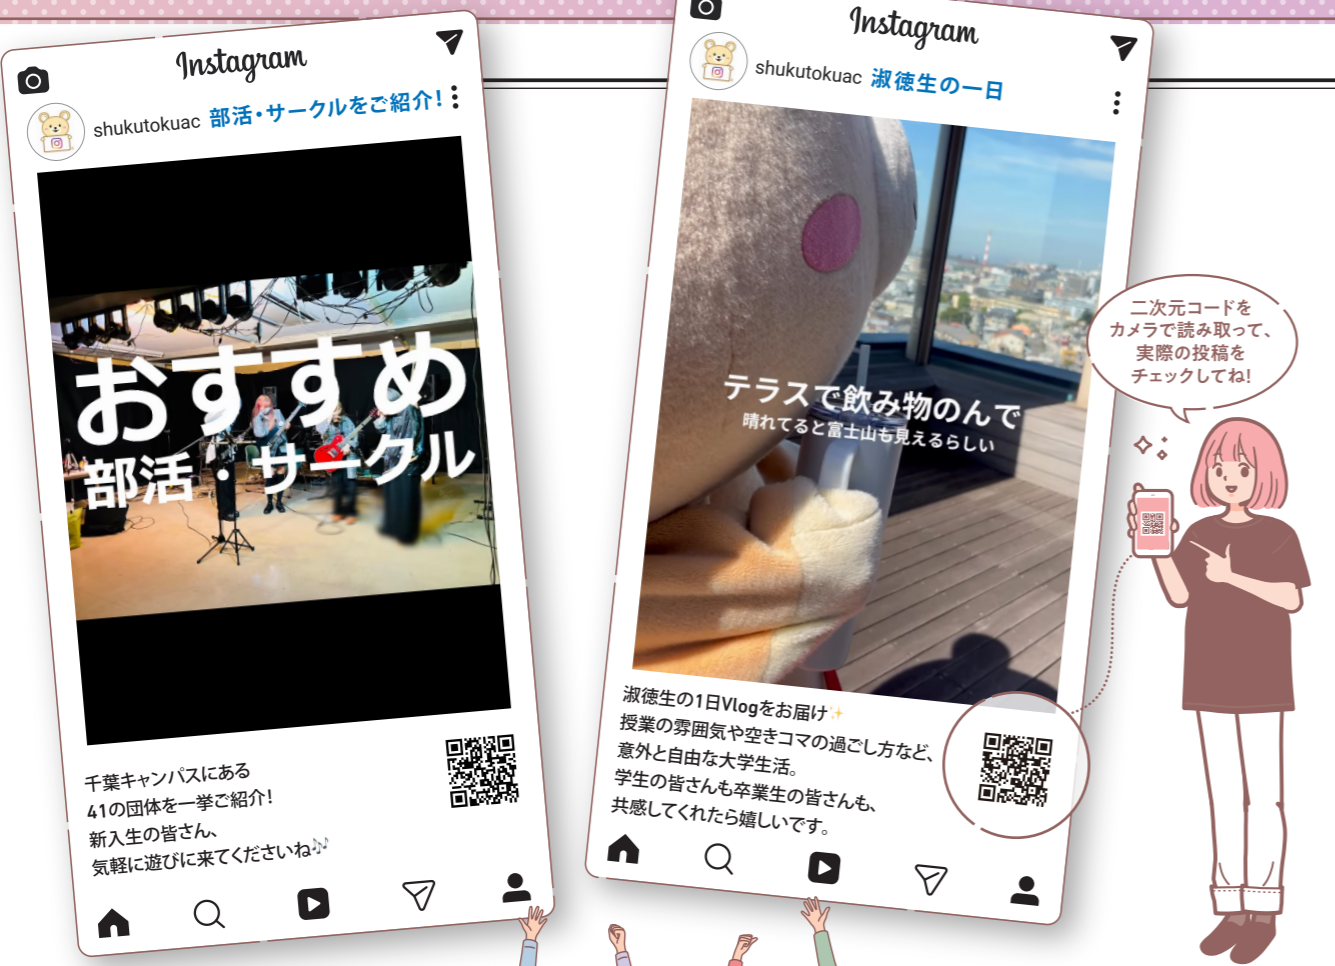 Instagram
shukutokuac 部活・サークルをご紹介!
おすすめ
部活・サークル
千葉キャンパスにある
41の団体を一挙ご紹介!
新入生の皆さん、
気軽に遊びに来てくださいね🎶
Instagram
shukutokuac 淑徳生の一日
テラスで飲み物のんで
晴れてると富士山も見えるらしい
淑徳生の1日Vlogをお届け✨
授業の雰囲気や空きコマの過ごし方など、
意外と自由な大学生活。
学生の皆さんも卒業生の皆さんも、
共感してくれたら嬉しいです。
二次元コードを
カメラで読み取って、
実際の投稿を
チェックしてね!